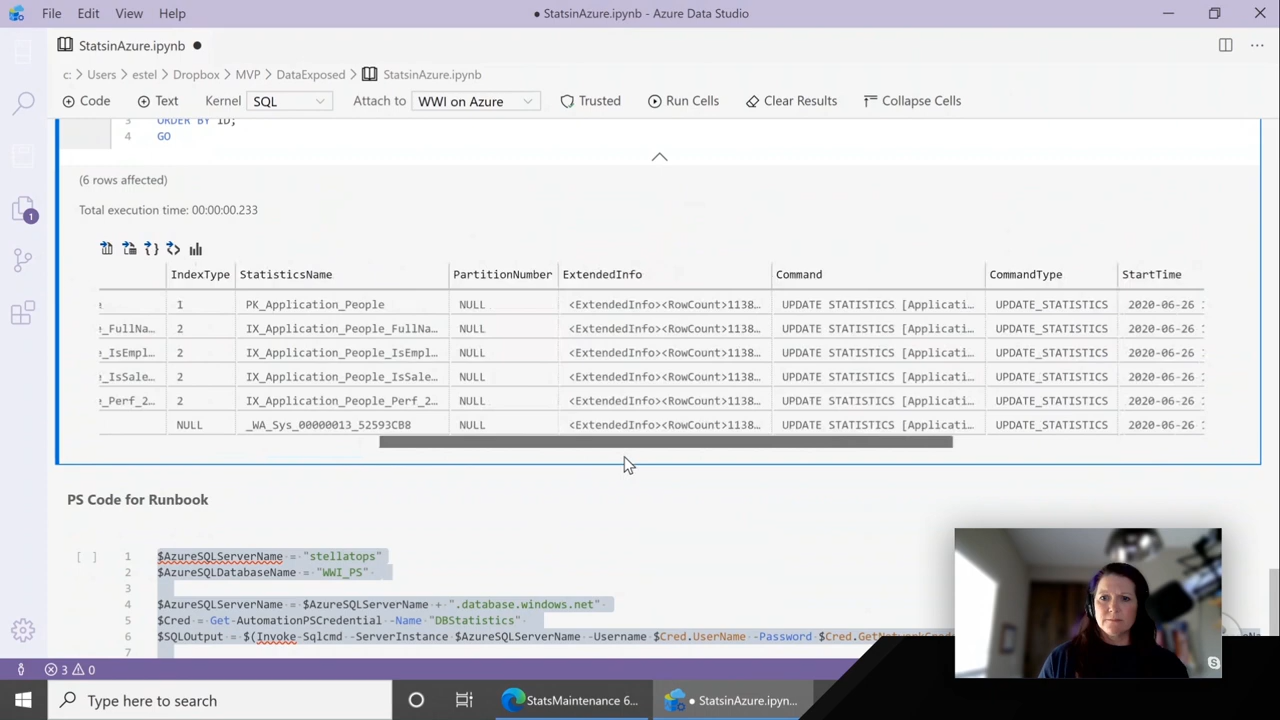 File Edit View Help ● StatsinAzure.ipynb - Azure Data Studio
StatsinAzure.ipynb ●
c: > Users > estel > Dropbox > MVP > DataExposed > StatsinAzure.ipynb
Code Text Kernel SQL Attach to WWI on Azure Trusted Run Cells Clear Results Collapse Cells
3 ORDER BY ID;
4 GO
(6 rows affected)
Total execution time: 00:00:00.233
IndexType StatisticsName PartitionNumber ExtendedInfo Command CommandType StartTime
1 PK_Application_People NULL <ExtendedInfo><RowCount>1138… UPDATE STATISTICS [Applicati… UPDATE_STATISTICS 2020-06-26
e_FullNa… 2 IX_Application_People_FullNa… NULL <ExtendedInfo><RowCount>1138… UPDATE STATISTICS [Applicati… UPDATE_STATISTICS 2020-06-26
e_IsEmpl… 2 IX_Application_People_IsEmpl… NULL <ExtendedInfo><RowCount>1138… UPDATE STATISTICS [Applicati… UPDATE_STATISTICS 2020-06-26
e_IsSale… 2 IX_Application_People_IsSale… NULL <ExtendedInfo><RowCount>1138… UPDATE STATISTICS [Applicati… UPDATE_STATISTICS 2020-06-26
e_Perf_2… 2 IX_Application_People_Perf_2… NULL <ExtendedInfo><RowCount>1138… UPDATE STATISTICS [Applicati… UPDATE_STATISTICS 2020-06-26
NULL _WA_Sys_00000013_52593CB8 NULL <ExtendedInfo><RowCount>1138… UPDATE STATISTICS [Applicati… UPDATE_STATISTICS 2020-06-26
PS Code for Runbook
[ ] 1 $AzureSQLServerName = "stellatops"
2 $AzureSQLDatabaseName = "WWI_PS"
3
4 $AzureSQLServerName = $AzureSQLServerName + ".database.windows.net"
5 $Cred = Get-AutomationPSCredential -Name "DBStatistics"
6 $SQLOutput = $(Invoke-Sqlcmd -ServerInstance $AzureSQLServerName -Username $Cred.UserName -Password $Cred.GetNetworkCred
7
1
3 0
Type here to search StatsMaintenance 6… ● StatsinAzure.ipyn…